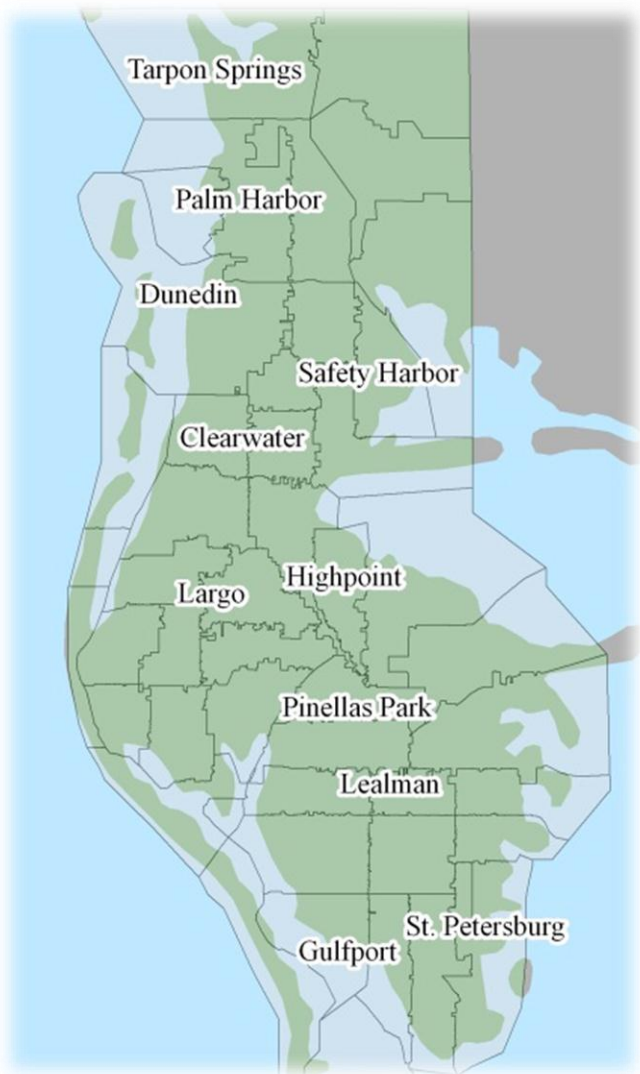 Tarpon Springs
Palm Harbor
Dunedin
Safety Harbor
Clearwater
Highpoint
Largo
Pinellas Park
Lealman
St. Petersburg
Gulfport